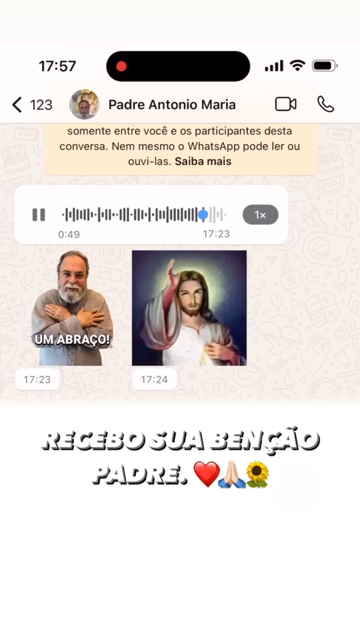 17:57
123
Padre Antonio Maria
somente entre você e os participantes desta
conversa. Nem mesmo o WhatsApp pode ler ou
ouvi-las. Saiba mais
1×
0:49
17:23
UM ABRAÇO!
17:23
17:24
RECEBO SUA BENÇÃO
PADRE. ❤️🙏🏻🌻